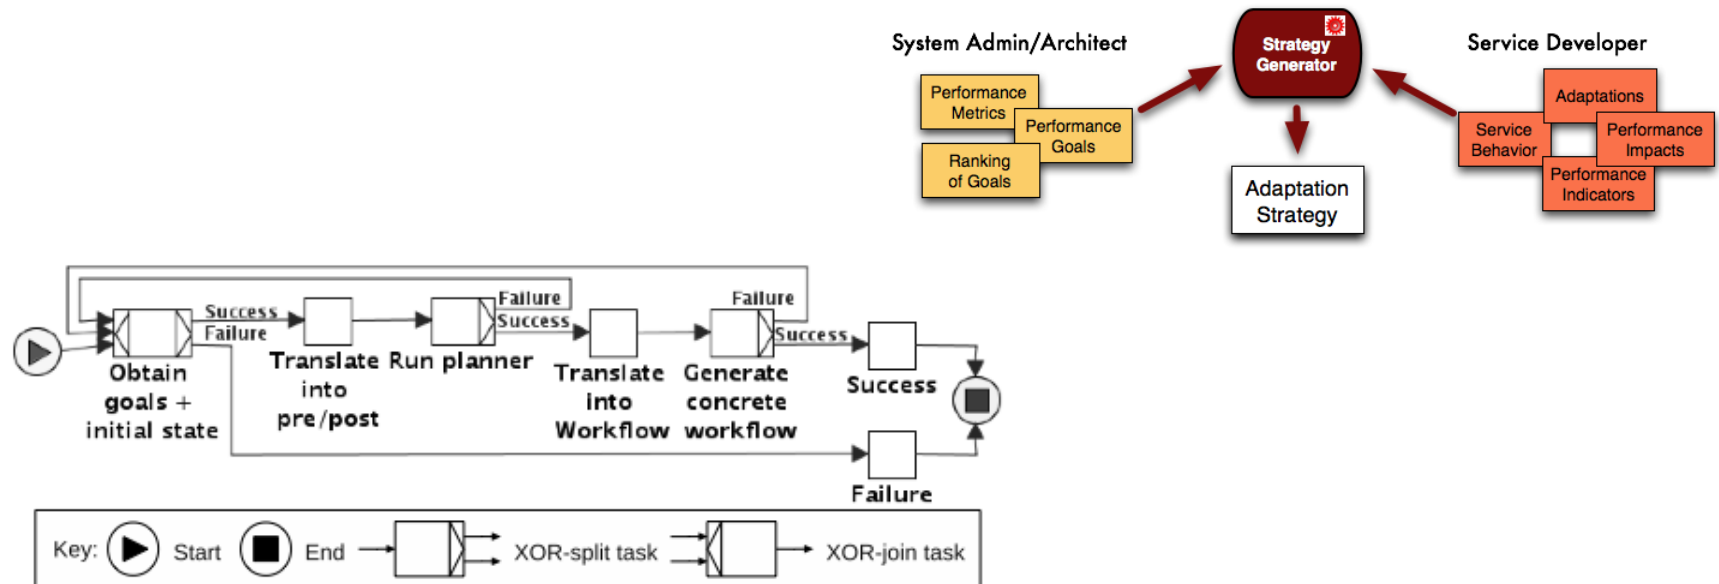 System Admin/Architect
Performance
Metrics
Performance
Goals
Ranking
of Goals
Strategy
Generator
Adaptation
Strategy
Service Developer
Adaptations
Service
Behavior
Performance
Impacts
Performance
Indicators
Success
Failure
Failure
Success
Failure
Success
Obtain
goals +
initial state
Translate
into
pre/post
Run planner
Translate
into
Workflow
Generate
concrete
workflow
Success
Failure
Key:
Start
End
XOR-split task
XOR-join task